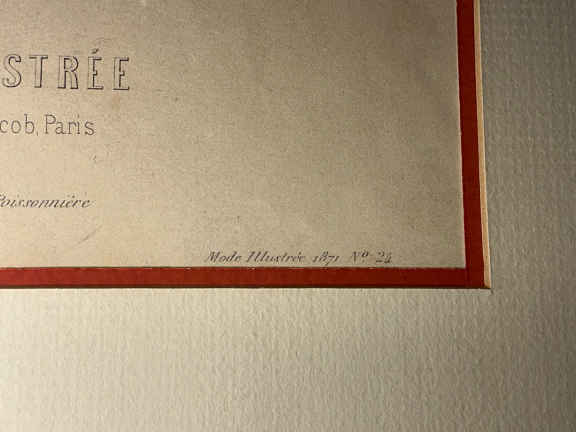 STRÉE
cob, Paris
Poissonnière
Mode Illustrée 1871 Nº 24